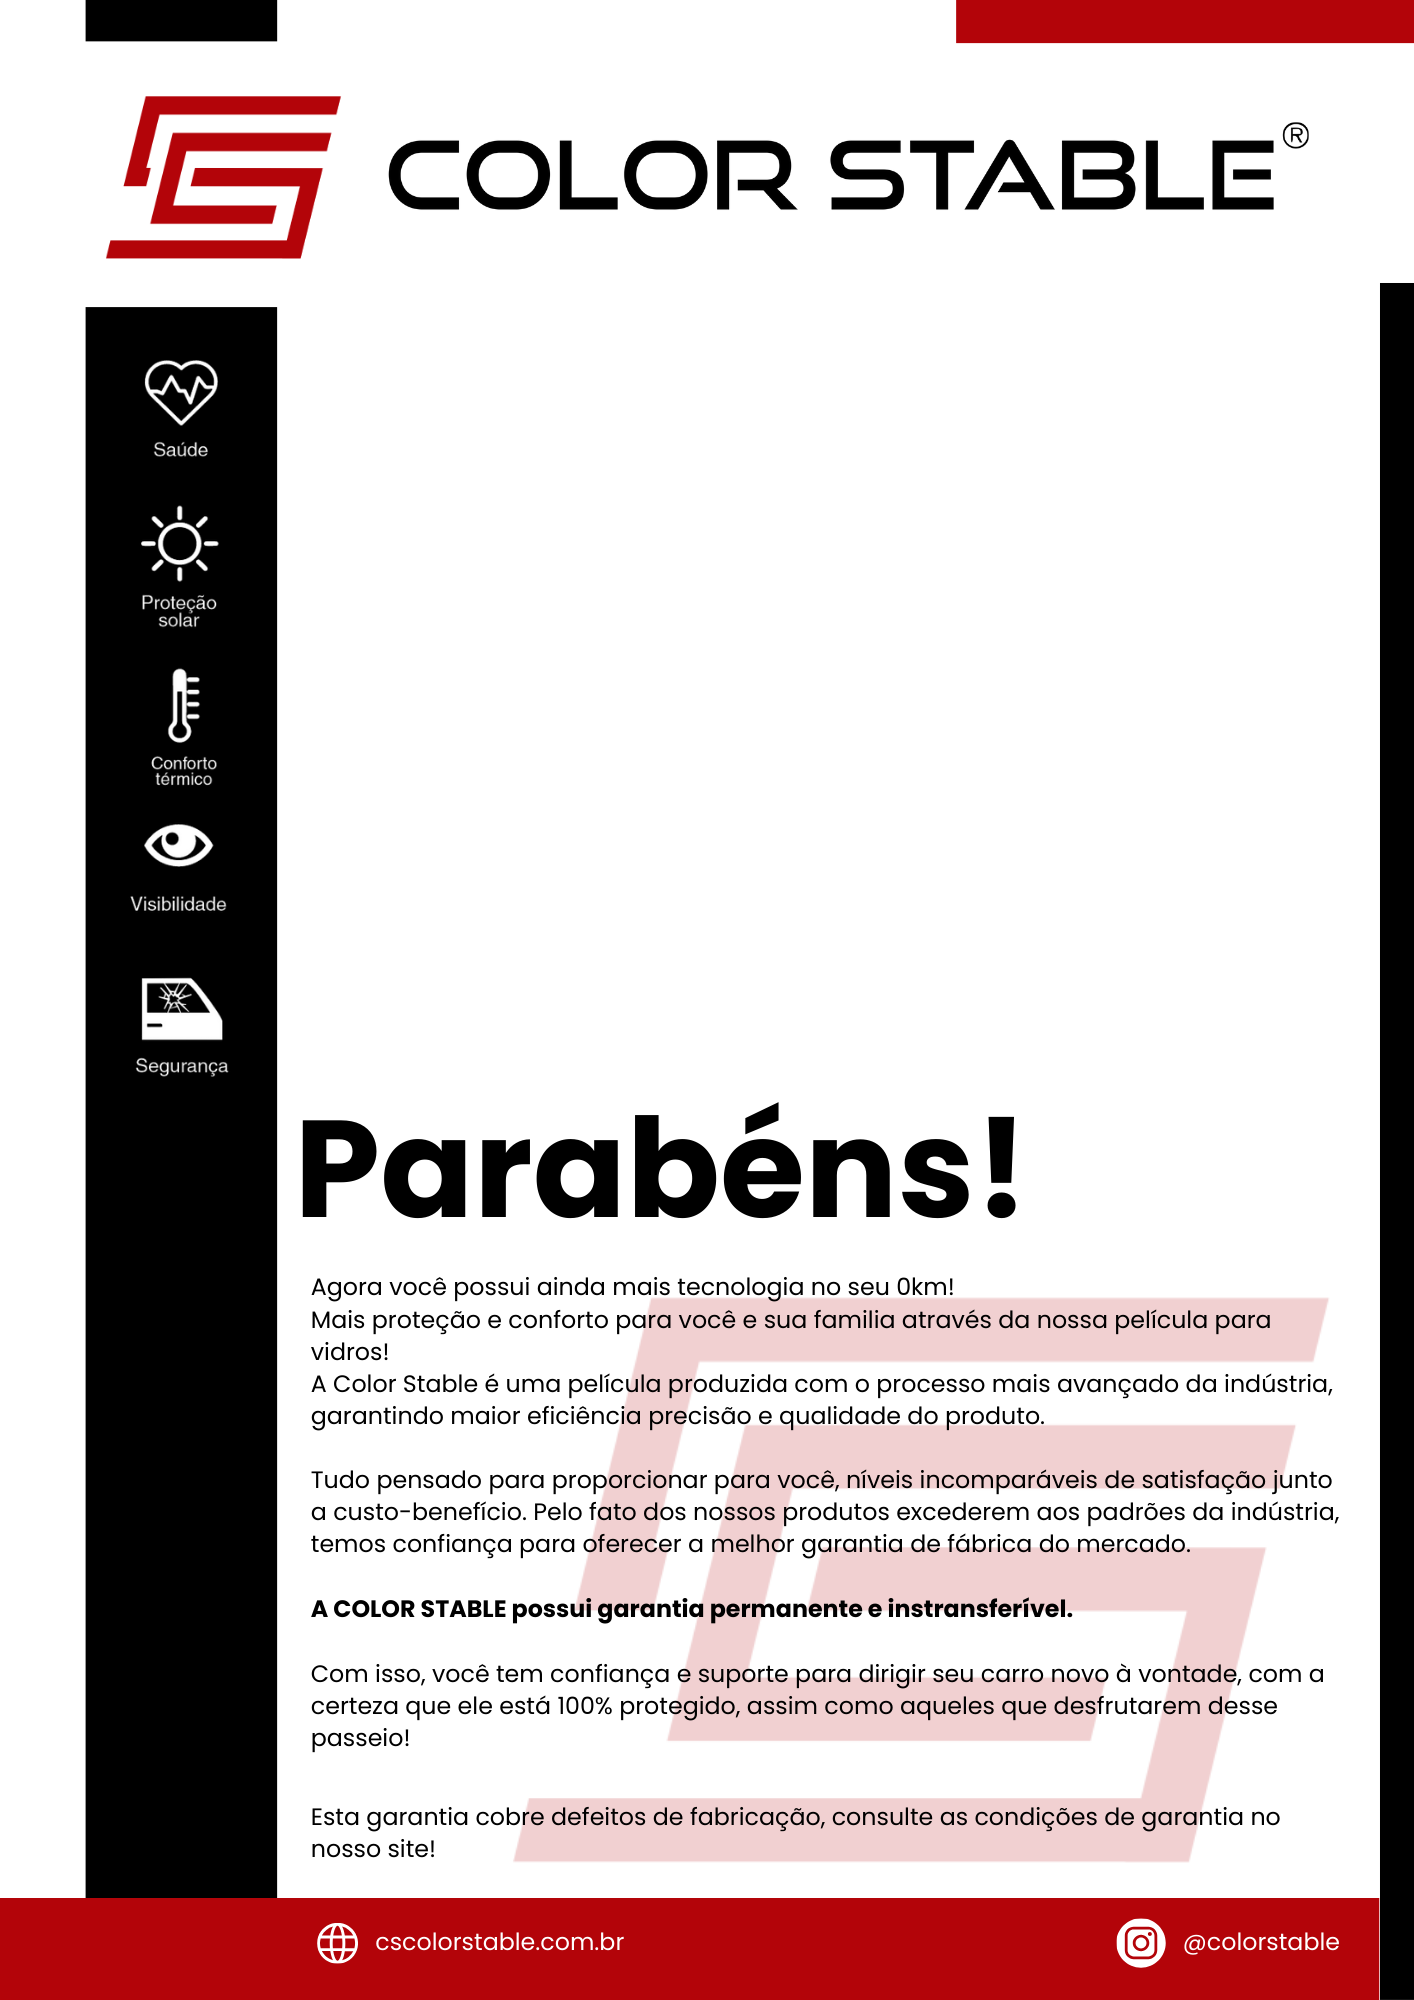 COLOR STABLE®
Saúde
Proteção
solar
Conforto
térmico
Visibilidade
Segurança
Parabéns!
Agora você possui ainda mais tecnologia no seu 0km!
Mais proteção e conforto para você e sua familia através da nossa película para
vidros!
A Color Stable é uma película produzida com o processo mais avançado da indústria,
garantindo maior eficiência precisão e qualidade do produto.
Tudo pensado para proporcionar para você, níveis incomparáveis de satisfação junto
a custo-benefício. Pelo fato dos nossos produtos excederem aos padrões da indústria,
temos confiança para oferecer a melhor garantia de fábrica do mercado.
A COLOR STABLE possui garantia permanente e instransferível.
Com isso, você tem confiança e suporte para dirigir seu carro novo à vontade, com a
certeza que ele está 100% protegido, assim como aqueles que desfrutarem desse
passeio!
Esta garantia cobre defeitos de fabricação, consulte as condições de garantia no
nosso site!
cscolorstable.com.br
@colorstable